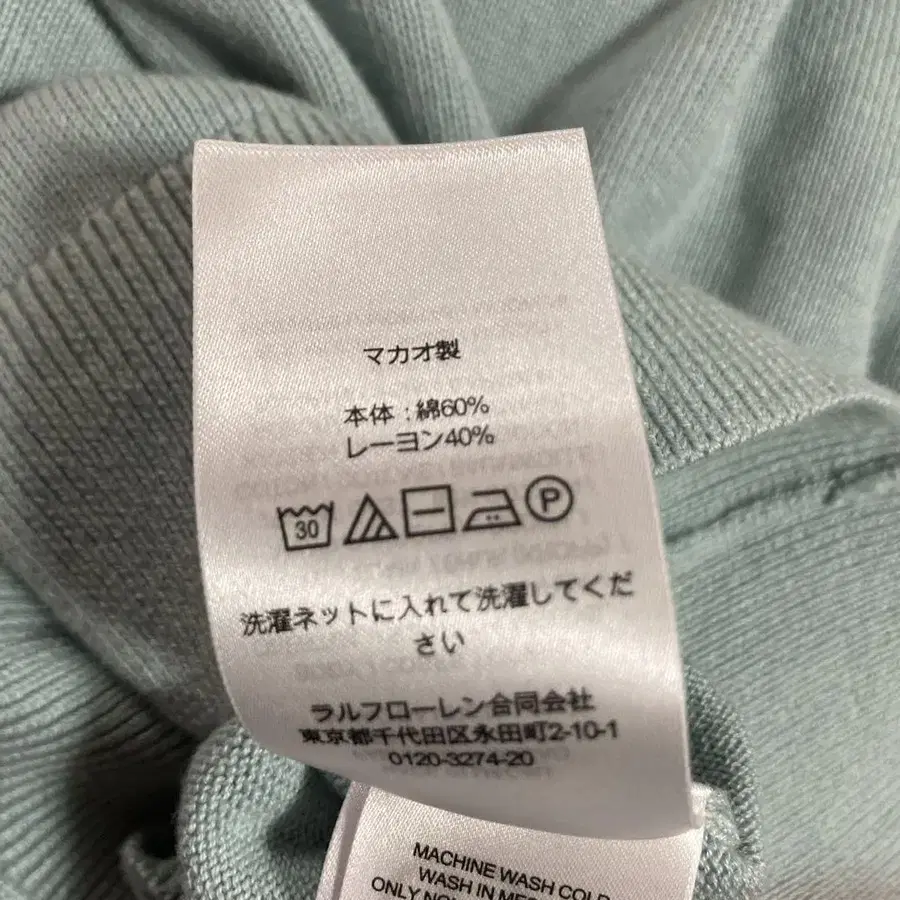 マカオ製
本体 : 綿60%
レーヨン40%
30 P
洗濯ネットに入れて洗濯してくだ
さい
ラルフローレン合同会社
東京都千代田区永田町2-10-1
0120-3274-20
MACHINE WASH COLD
WASH IN
ONLY